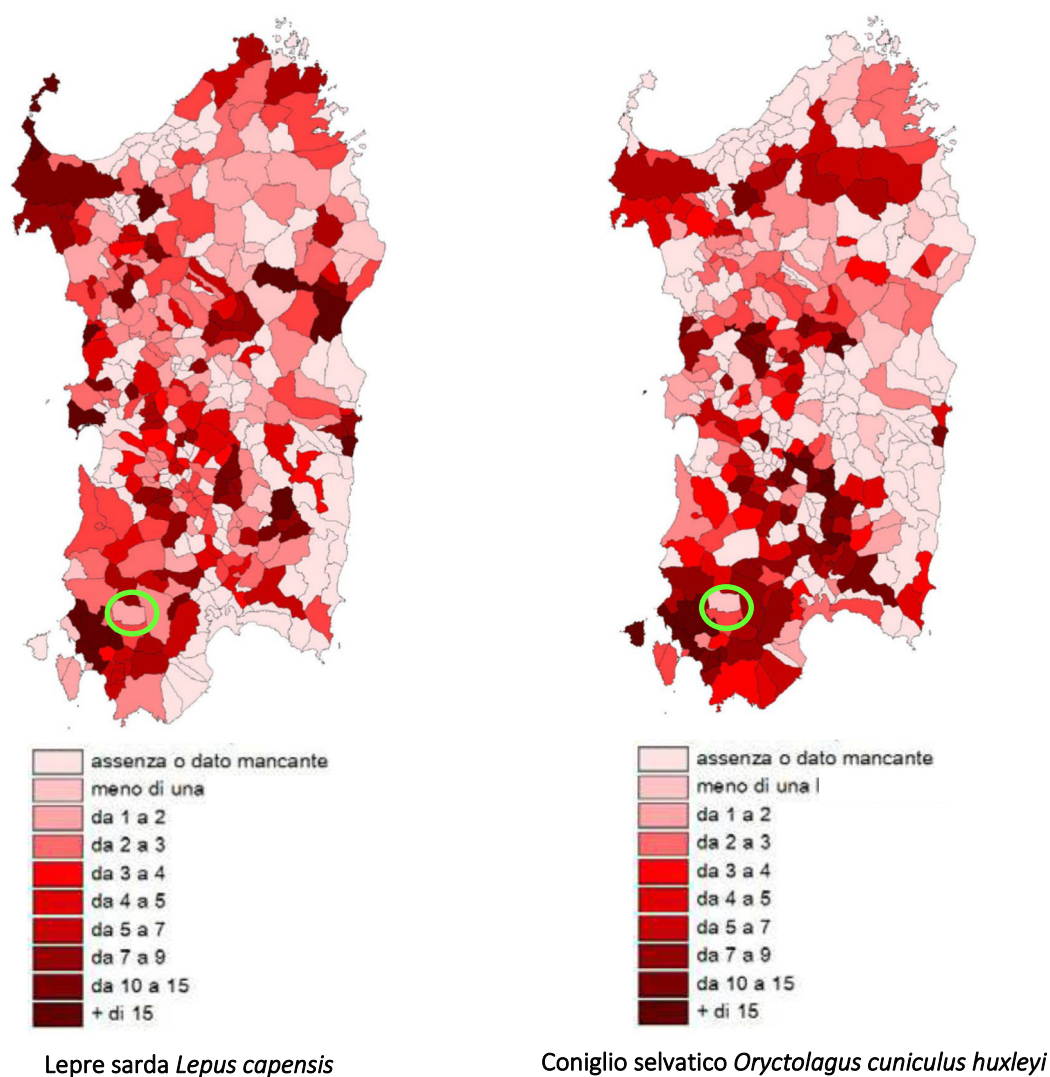 assenza o dato mancante
meno di una
da 1 a 2
da 2 a 3
da 3 a 4
da 4 a 5
da 5 a 7
da 7 a 9
da 10 a 15
+ di 15
Lepre sarda Lepus capensis
assenza o dato mancante
meno di una l
da 1 a 2
da 2 a 3
da 3 a 4
da 4 a 5
da 5 a 7
da 7 a 9
da 10 a 15
+ di 15
Coniglio selvatico Oryctolagus cuniculus huxleyi